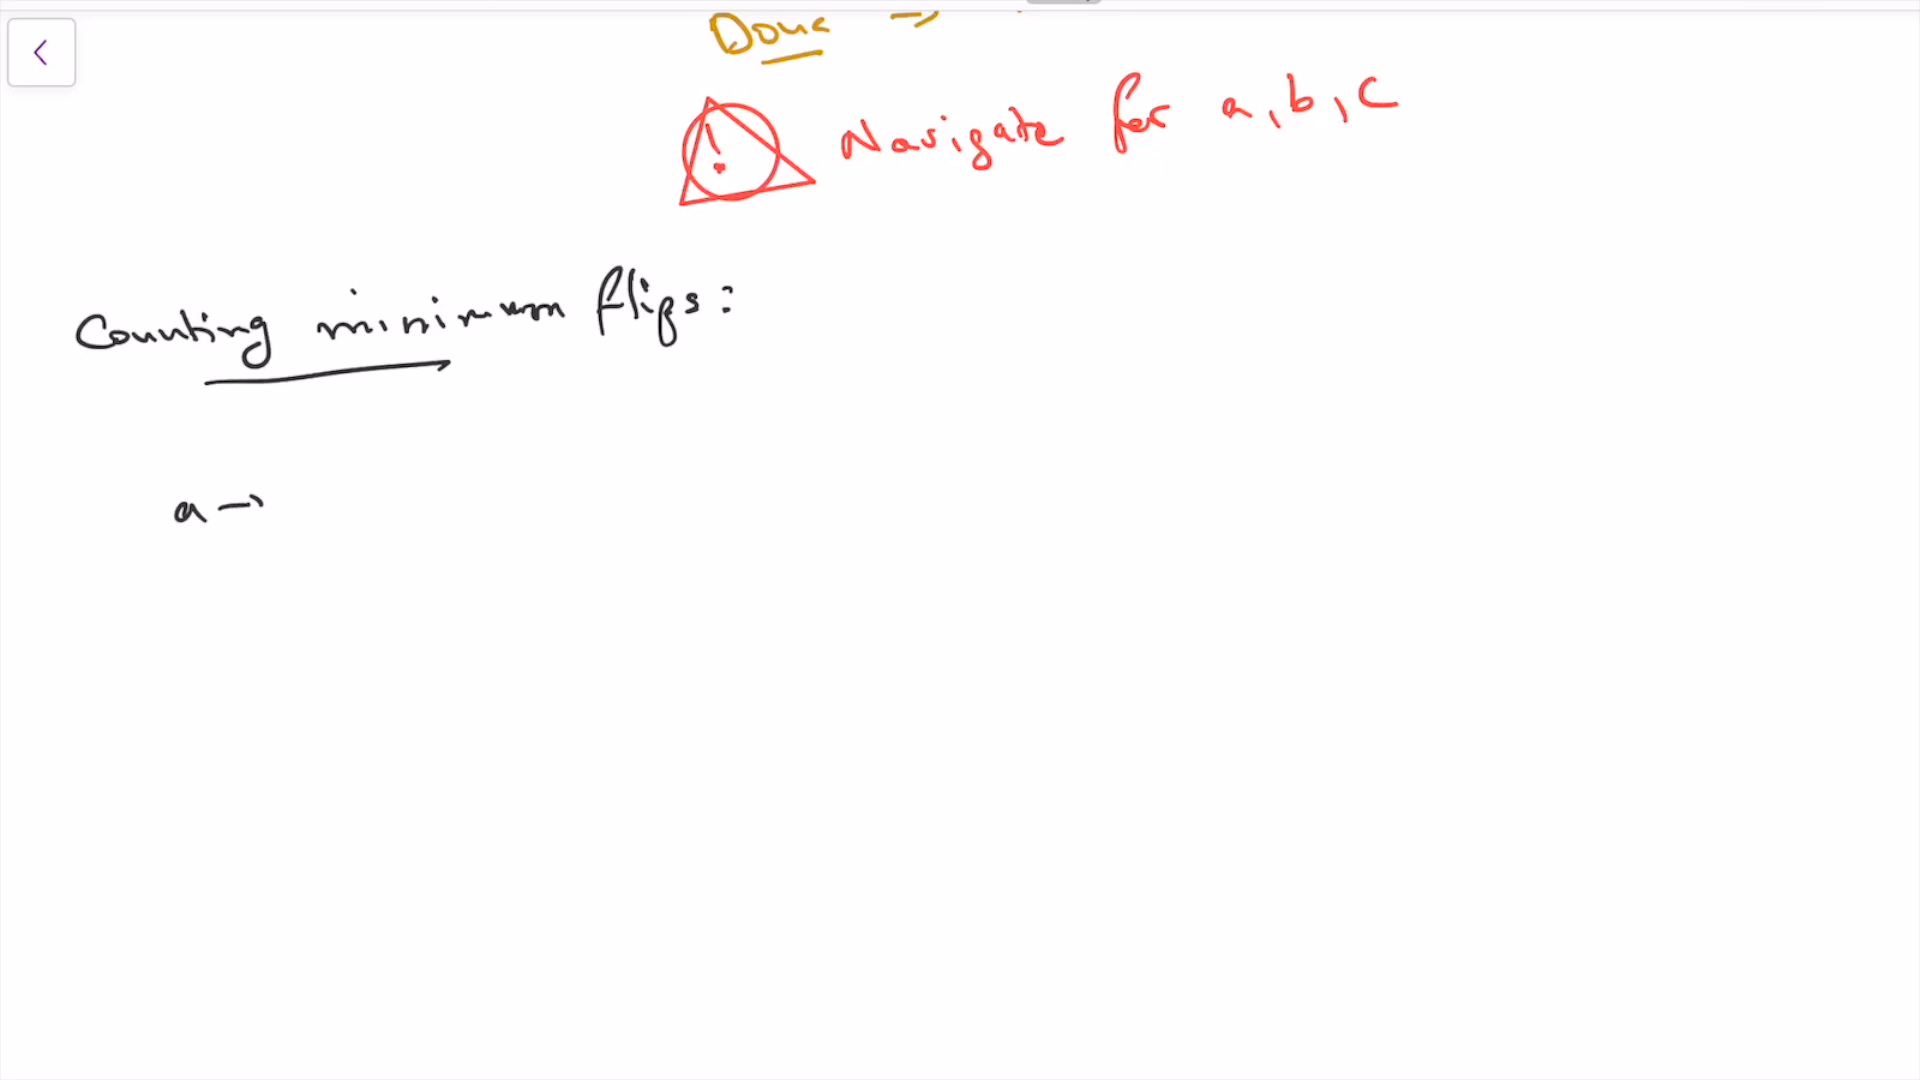 Done →
! Navigate for a, b, c
Counting minimum flips:
a →